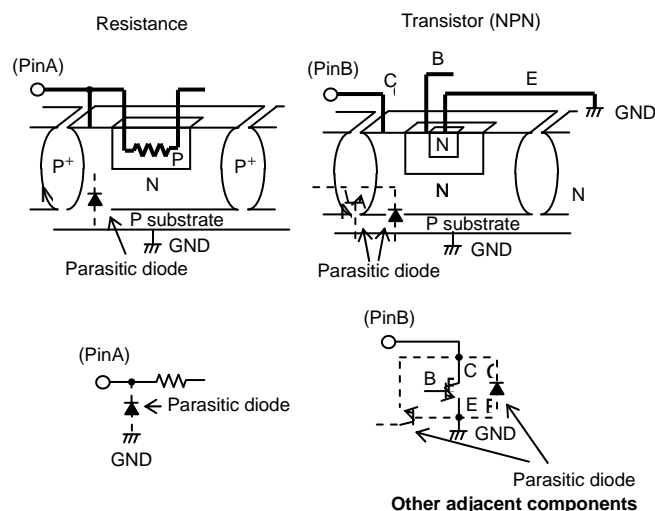 Resistance
Transistor (NPN)
(PinA)
(PinB)
C
B
E
GND
P+
P
P+
N
N
N
N
P substrate
P substrate
GND
GND
Parasitic diode
Parasitic diode
(PinA)
Parasitic diode
GND
(PinB)
C
B
E
GND
Parasitic diode
Other adjacent components